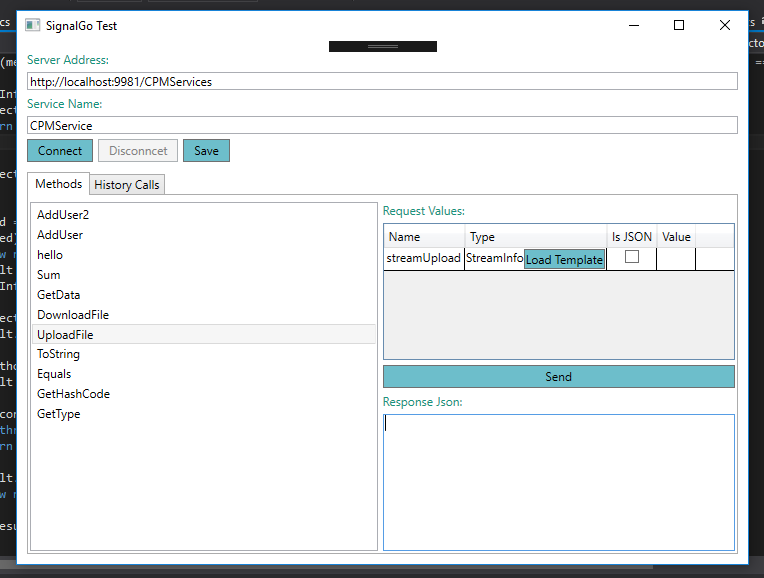 SignalGo Test
Server Address:
http://localhost:9981/CPMServices
Service Name:
CPMService
Connect Disconncet Save
Methods History Calls
AddUser2
AddUser
hello
Sum
GetData
DownloadFile
UploadFile
ToString
Equals
GetHashCode
GetType
Request Values:
Name Type Is JSON Value
streamUpload StreamInfo Load Template
Send
Response Json: